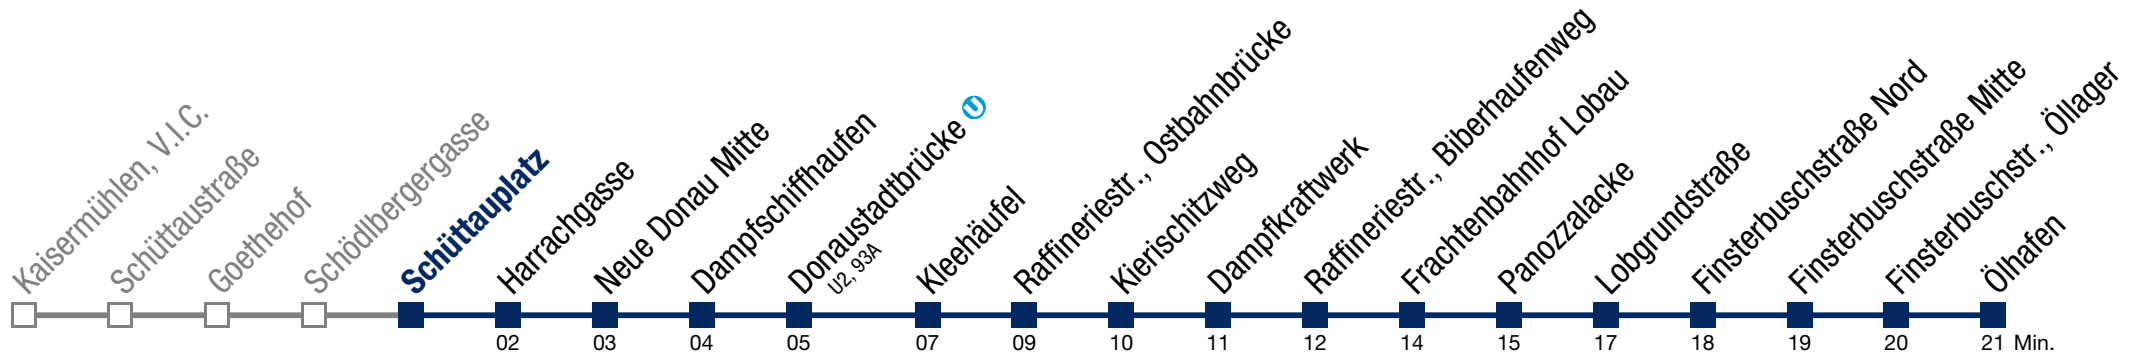 Kaisermühlen, V.I.C.
Schüttaustraße
Goethehof
Schödlbergergasse
Schüttauplatz
Harrachgasse
Neue Donau Mitte
Dampfschiffhaufen
Donaustadtbrücke U
U2, 93A
Kleehäufel
Raffineriestr., Ostbahnbrücke
Kierischitzweg
Dampfkraftwerk
Raffineriestr., Biberhaufenweg
Frachtenbahnhof Lobau
Panozzalacke
Lobgrundstraße
Finsterbuschstraße Nord
Finsterbuschstraße Mitte
Finsterbuschstr., Öllager
Ölhafen
02 03 04 05 07 09 10 11 12 14 15 17 18 19 20 21 Min.